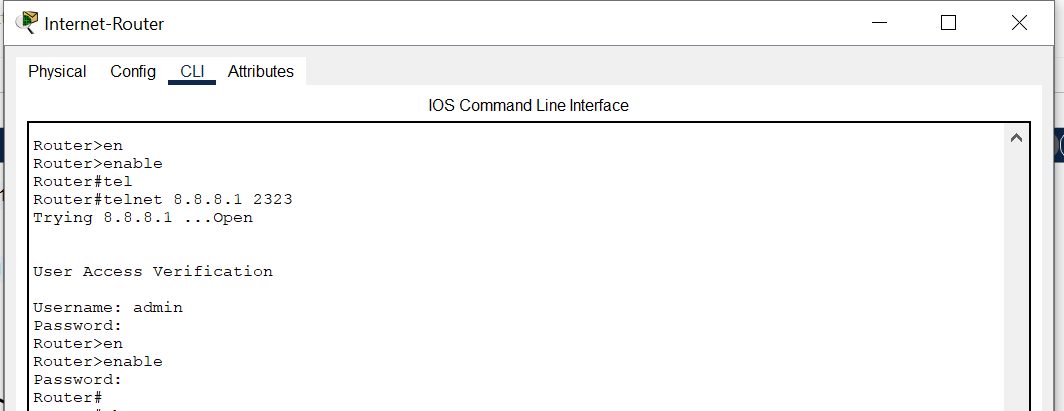 Internet-Router
Physical Config CLI Attributes
IOS Command Line Interface
Router>en
Router>enable
Router#tel
Router#telnet 8.8.8.1 2323
Trying 8.8.8.1 ...Open
User Access Verification
Username: admin
Password:
Router>en
Router>enable
Password:
Router#